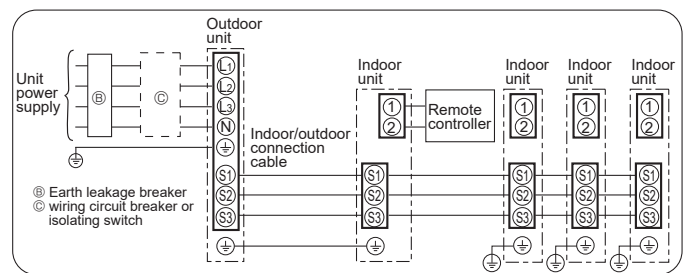 Outdoor
unit
Unit
power
supply
Ⓑ
Ⓒ
L1
L2
L3
N
S1
S2
S3
Indoor/outdoor
connection
cable
Indoor
unit
1
2
Remote
controller
S1
S2
S3
Indoor
unit
1
2
S1
S2
S3
Indoor
unit
1
2
S1
S2
S3
Indoor
unit
1
2
S1
S2
S3
Ⓑ Earth leakage breaker
Ⓒ wiring circuit breaker or
isolating switch